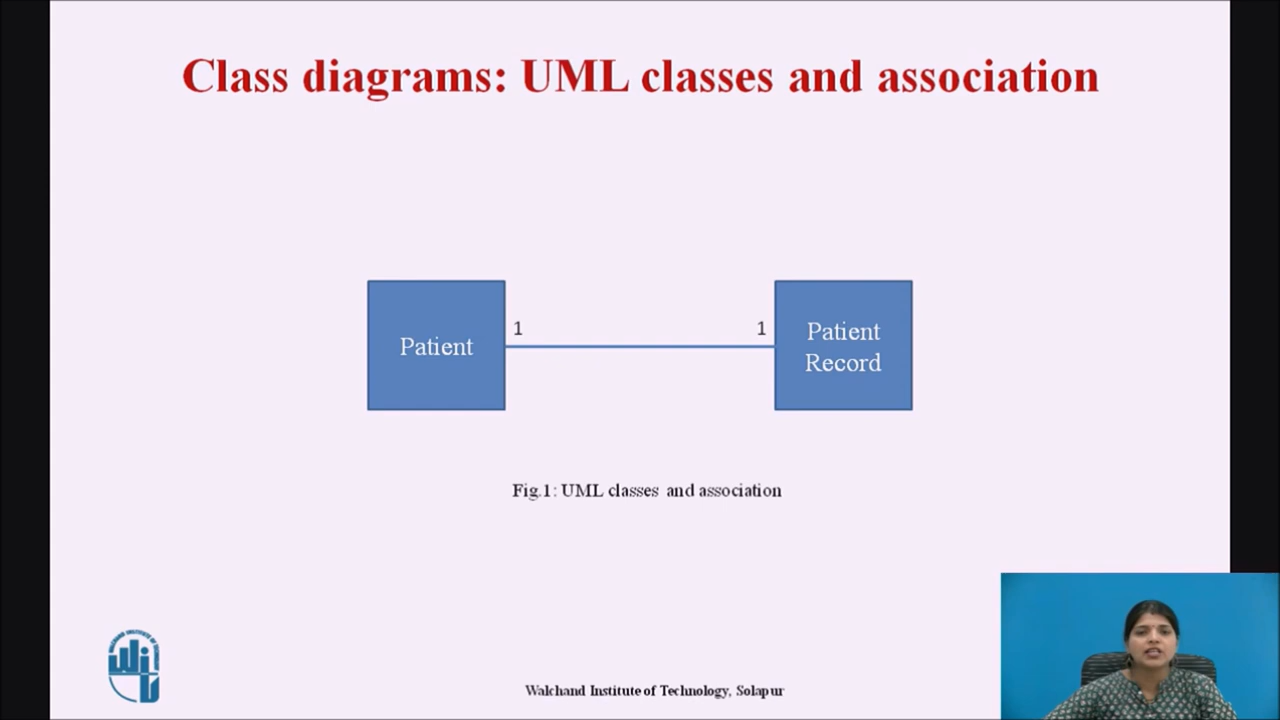 Class diagrams: UML classes and association
Patient
1
1
Patient
Record
Fig.1: UML classes and association
Walchand Institute of Technology, Solapur